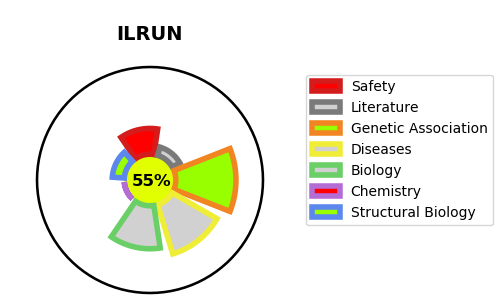 ILRUN
55%
Safety
Literature
Genetic Association
Diseases
Biology
Chemistry
Structural Biology